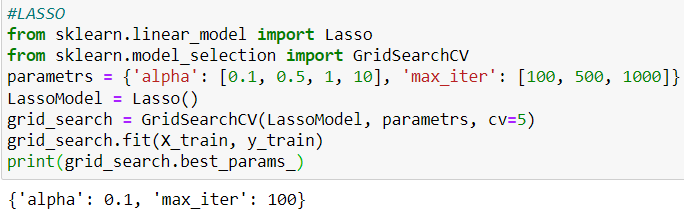 #LASSO
from sklearn.linear_model import Lasso
from sklearn.model_selection import GridSearchCV
parametrs = {'alpha': [0.1, 0.5, 1, 10], 'max_iter': [100, 500, 1000]}
LassoModel = Lasso()
grid_search = GridSearchCV(LassoModel, parametrs, cv=5)
grid_search.fit(X_train, y_train)
print(grid_search.best_params_)
{'alpha': 0.1, 'max_iter': 100}